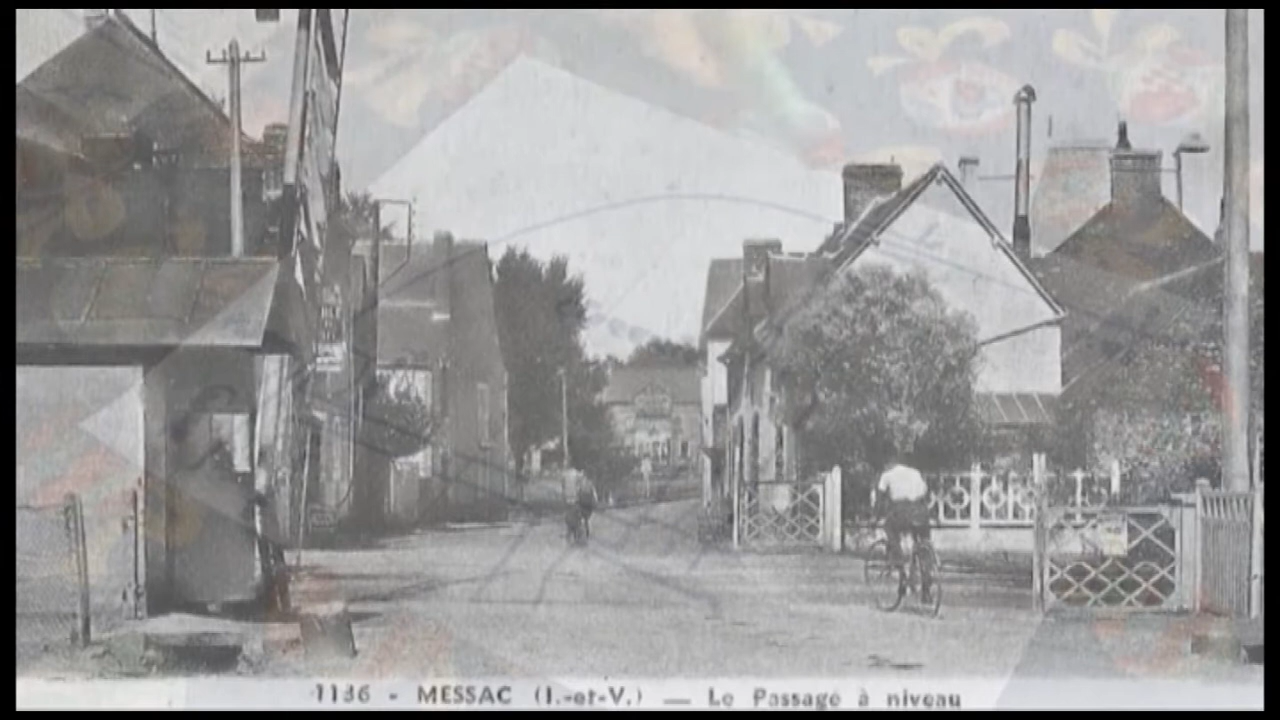 1136 - MESSAC (I.-et-V.) — Le Passage à niveau